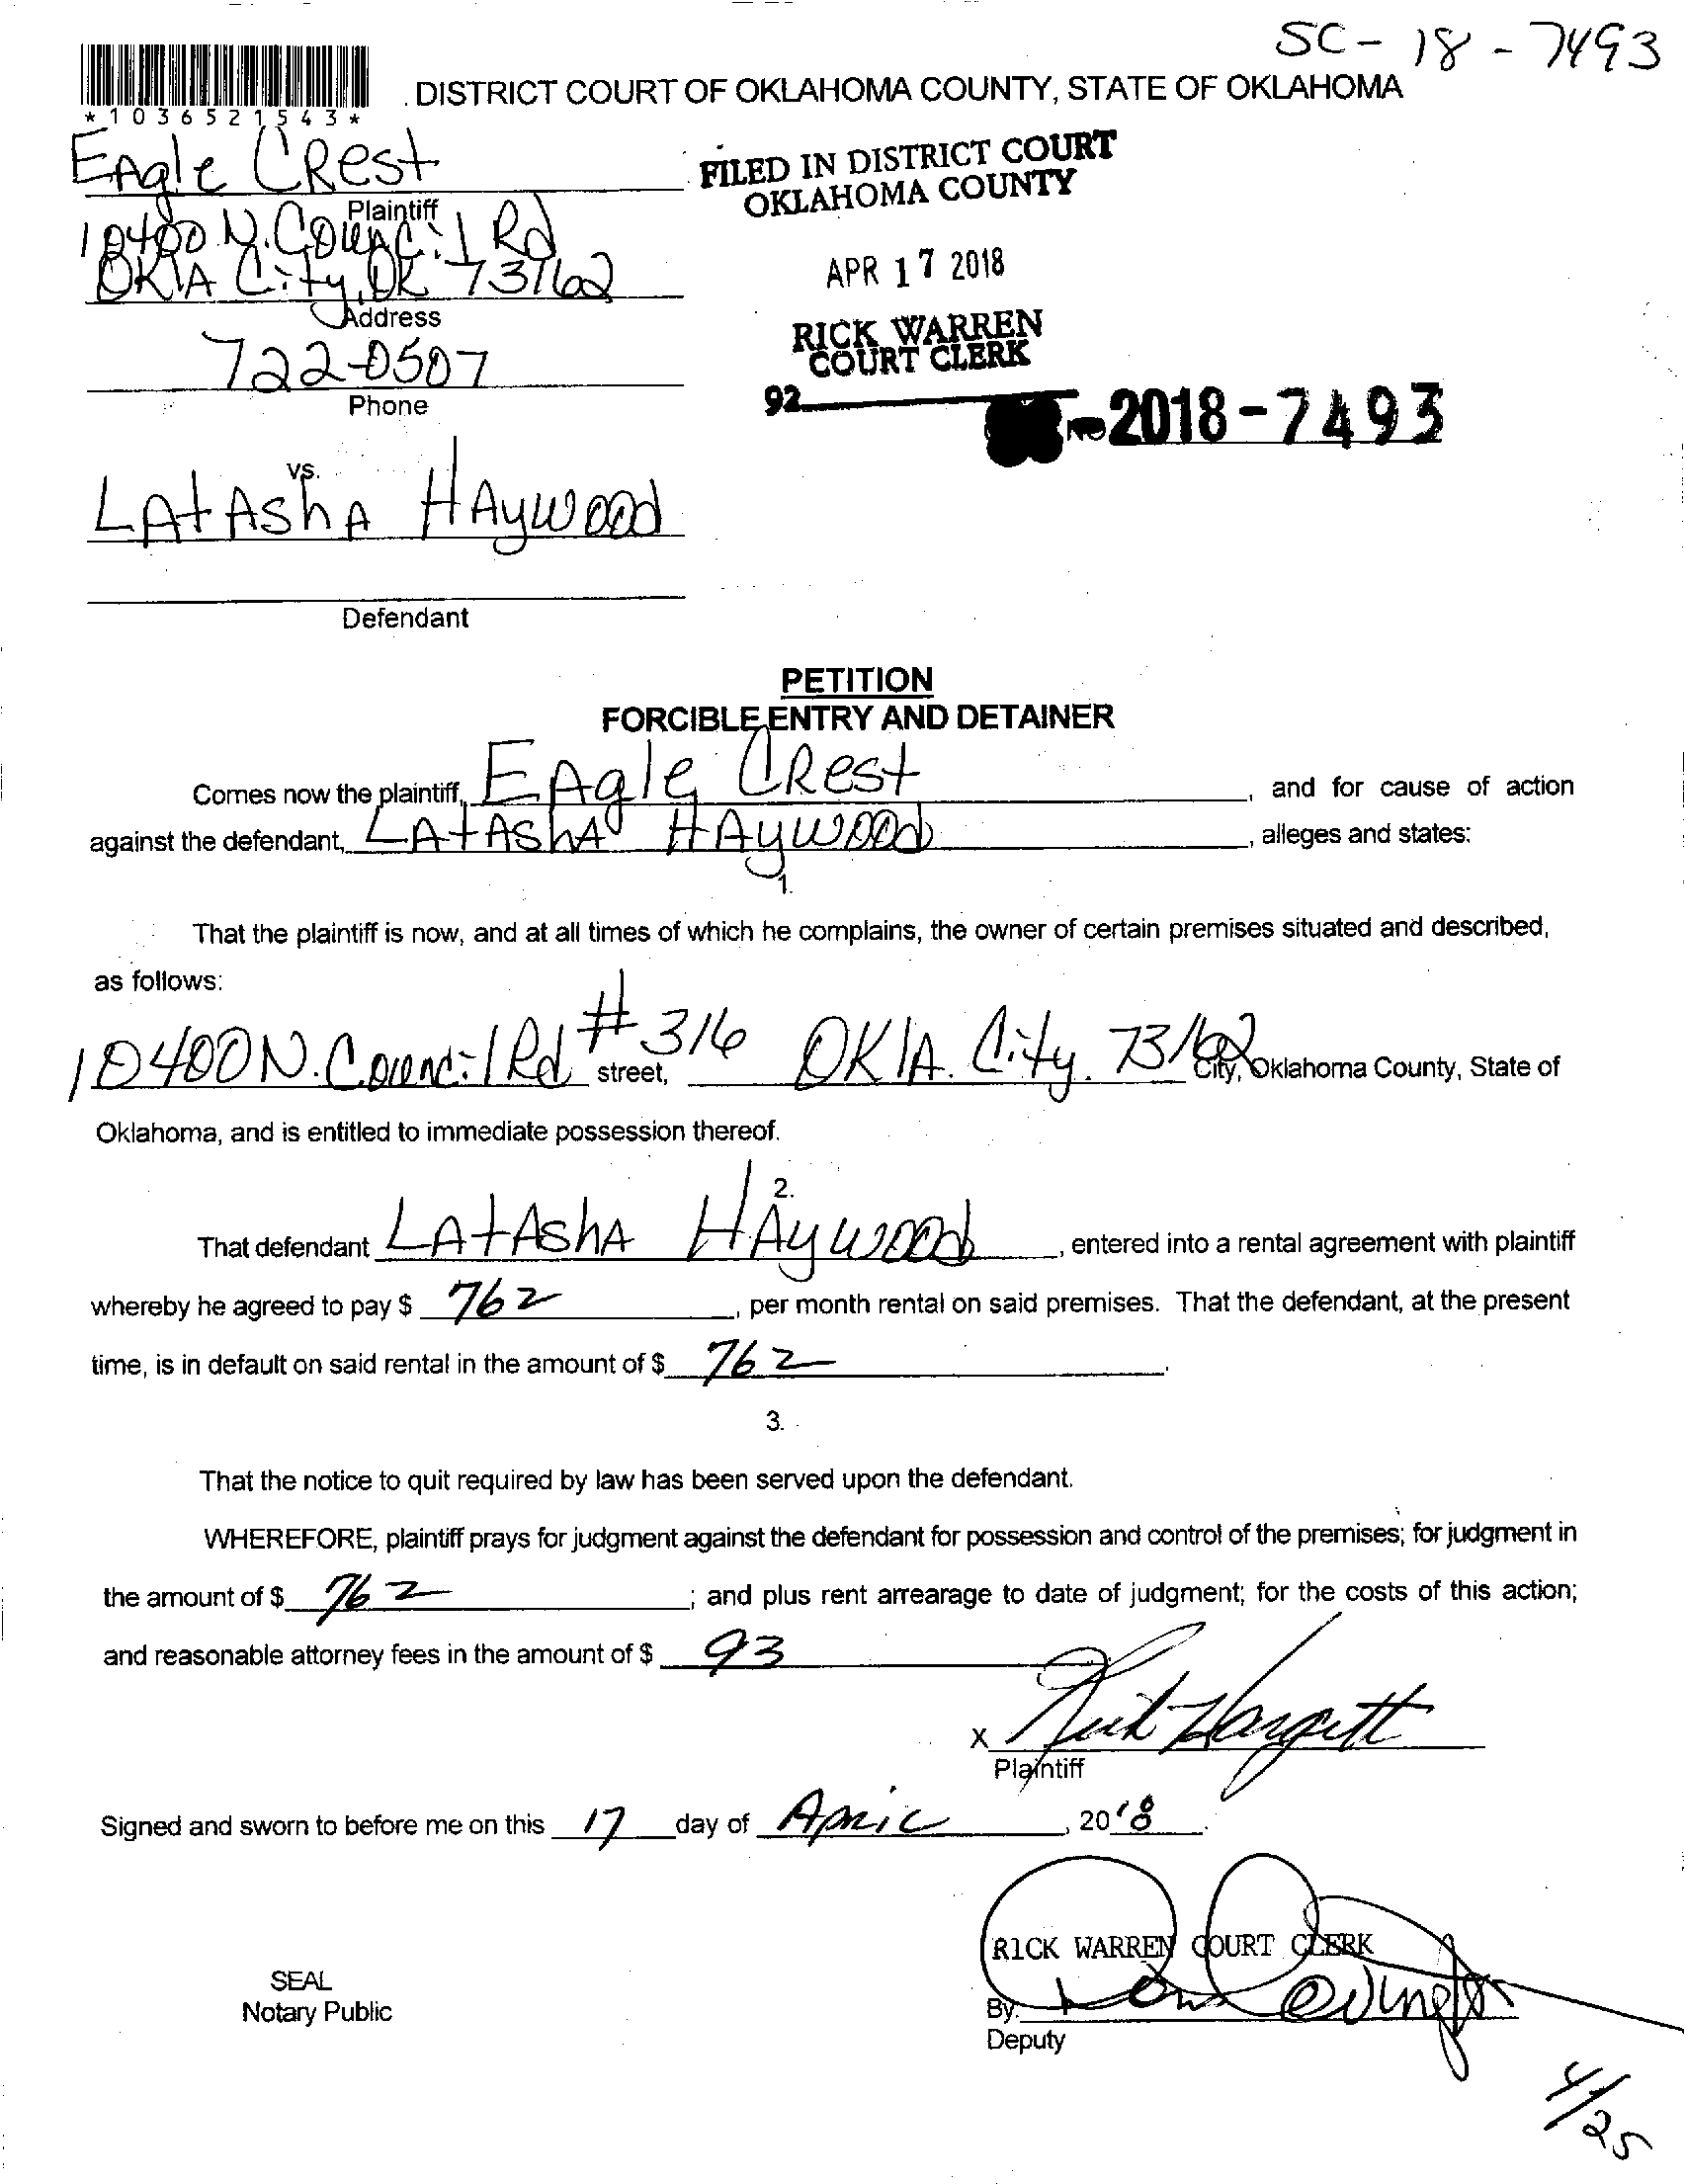 SC-18-7493
DISTRICT COURT OF OKLAHOMA COUNTY, STATE OF OKLAHOMA
*1036521543*
EAglE CRest
Plaintiff
10400 N. Council Rd
OKlA City, OK 73162
Address
722-0507
Phone
FILED IN DISTRICT COURT
OKLAHOMA COUNTY
APR 17 2018
RICK WARREN
COURT CLERK
92
-2018-7493
vs.
LAtAshA HAywood
Defendant
PETITION
FORCIBLE ENTRY AND DETAINER
Comes now the plaintiff, EAgle CRest, and for cause of action
against the defendant, LAtAshA HAywood, alleges and states:
1.
That the plaintiff is now, and at all times of which he complains, the owner of certain premises situated and described,
as follows:
10400 N. Council Rd #316 street, OKlA. City. 73162 City, Oklahoma County, State of
Oklahoma, and is entitled to immediate possession thereof.
2.
That defendant LAtAshA HAywood, entered into a rental agreement with plaintiff
whereby he agreed to pay $ 762, per month rental on said premises. That the defendant, at the present
time, is in default on said rental in the amount of $ 762.
3.
That the notice to quit required by law has been served upon the defendant.
WHEREFORE, plaintiff prays for judgment against the defendant for possession and control of the premises; for judgment in
the amount of $ 762; and plus rent arrearage to date of judgment; for the costs of this action;
and reasonable attorney fees in the amount of $ 93
X Hargett
Plaintiff
Signed and sworn to before me on this 17 day of April, 20'8.
RICK WARREN COURT CLERK
SEAL
Notary Public
By:
Deputy
4/25